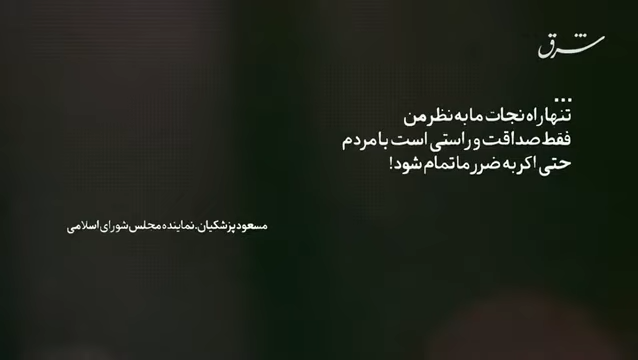 شرق
...
تنها راه نجات ما به نظر من
فقط صداقت و راستی است با مردم
حتی اگر به ضرر ما تمام شود!
مسعود پزشکیان. نماینده مجلس شورای اسلامی